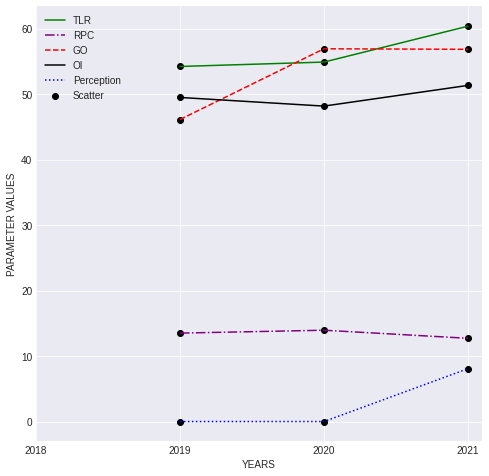 TLR
RPC
GO
OI
Perception
Scatter
60
50
40
30
20
10
0
PARAMETER VALUES
2018 2019 2020 2021
YEARS